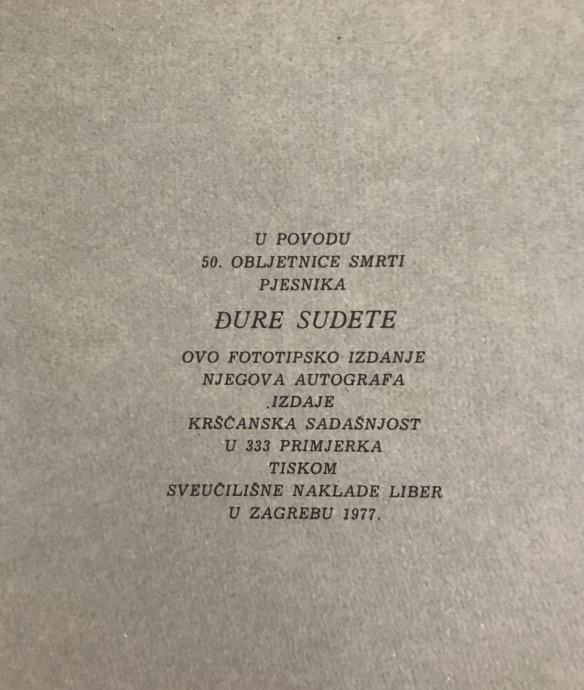 U POVODU
50. OBLJETNICE SMRTI
PJESNIKA
ĐURE SUDETE
OVO FOTOTIPSKO IZDANJE
NJEGOVA AUTOGRAFA
IZDAJE
KRŠĆANSKA SADAŠNJOST
U 333 PRIMJERKA
TISKOM
SVEUČILIŠNE NAKLADE LIBER
U ZAGREBU 1977.